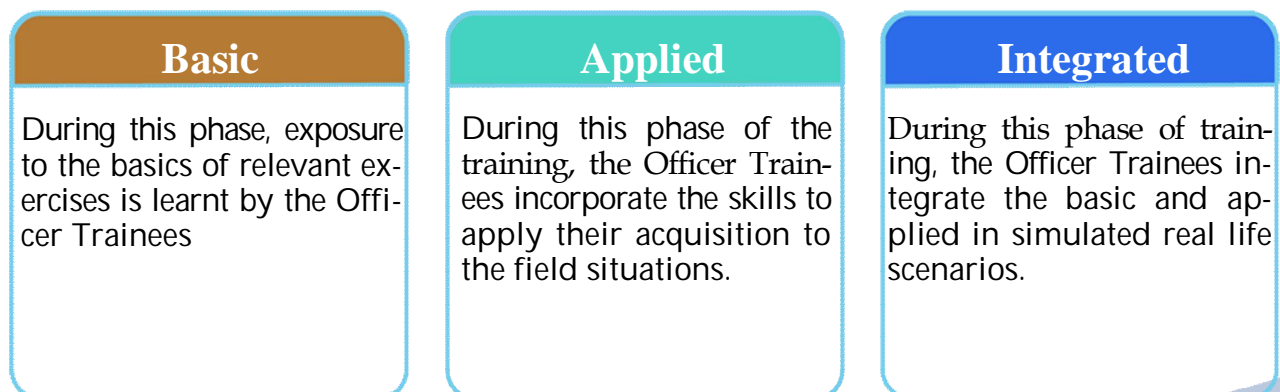 Basic
During this phase, exposure
to the basics of relevant ex-
ercises is learnt by the Offi-
cer Trainees
Applied
During this phase of the
training, the Officer Train-
ees incorporate the skills to
apply their acquisition to
the field situations.
Integrated
During this phase of train-
ing, the Officer Trainees in-
tegrate the basic and ap-
plied in simulated real life
scenarios.